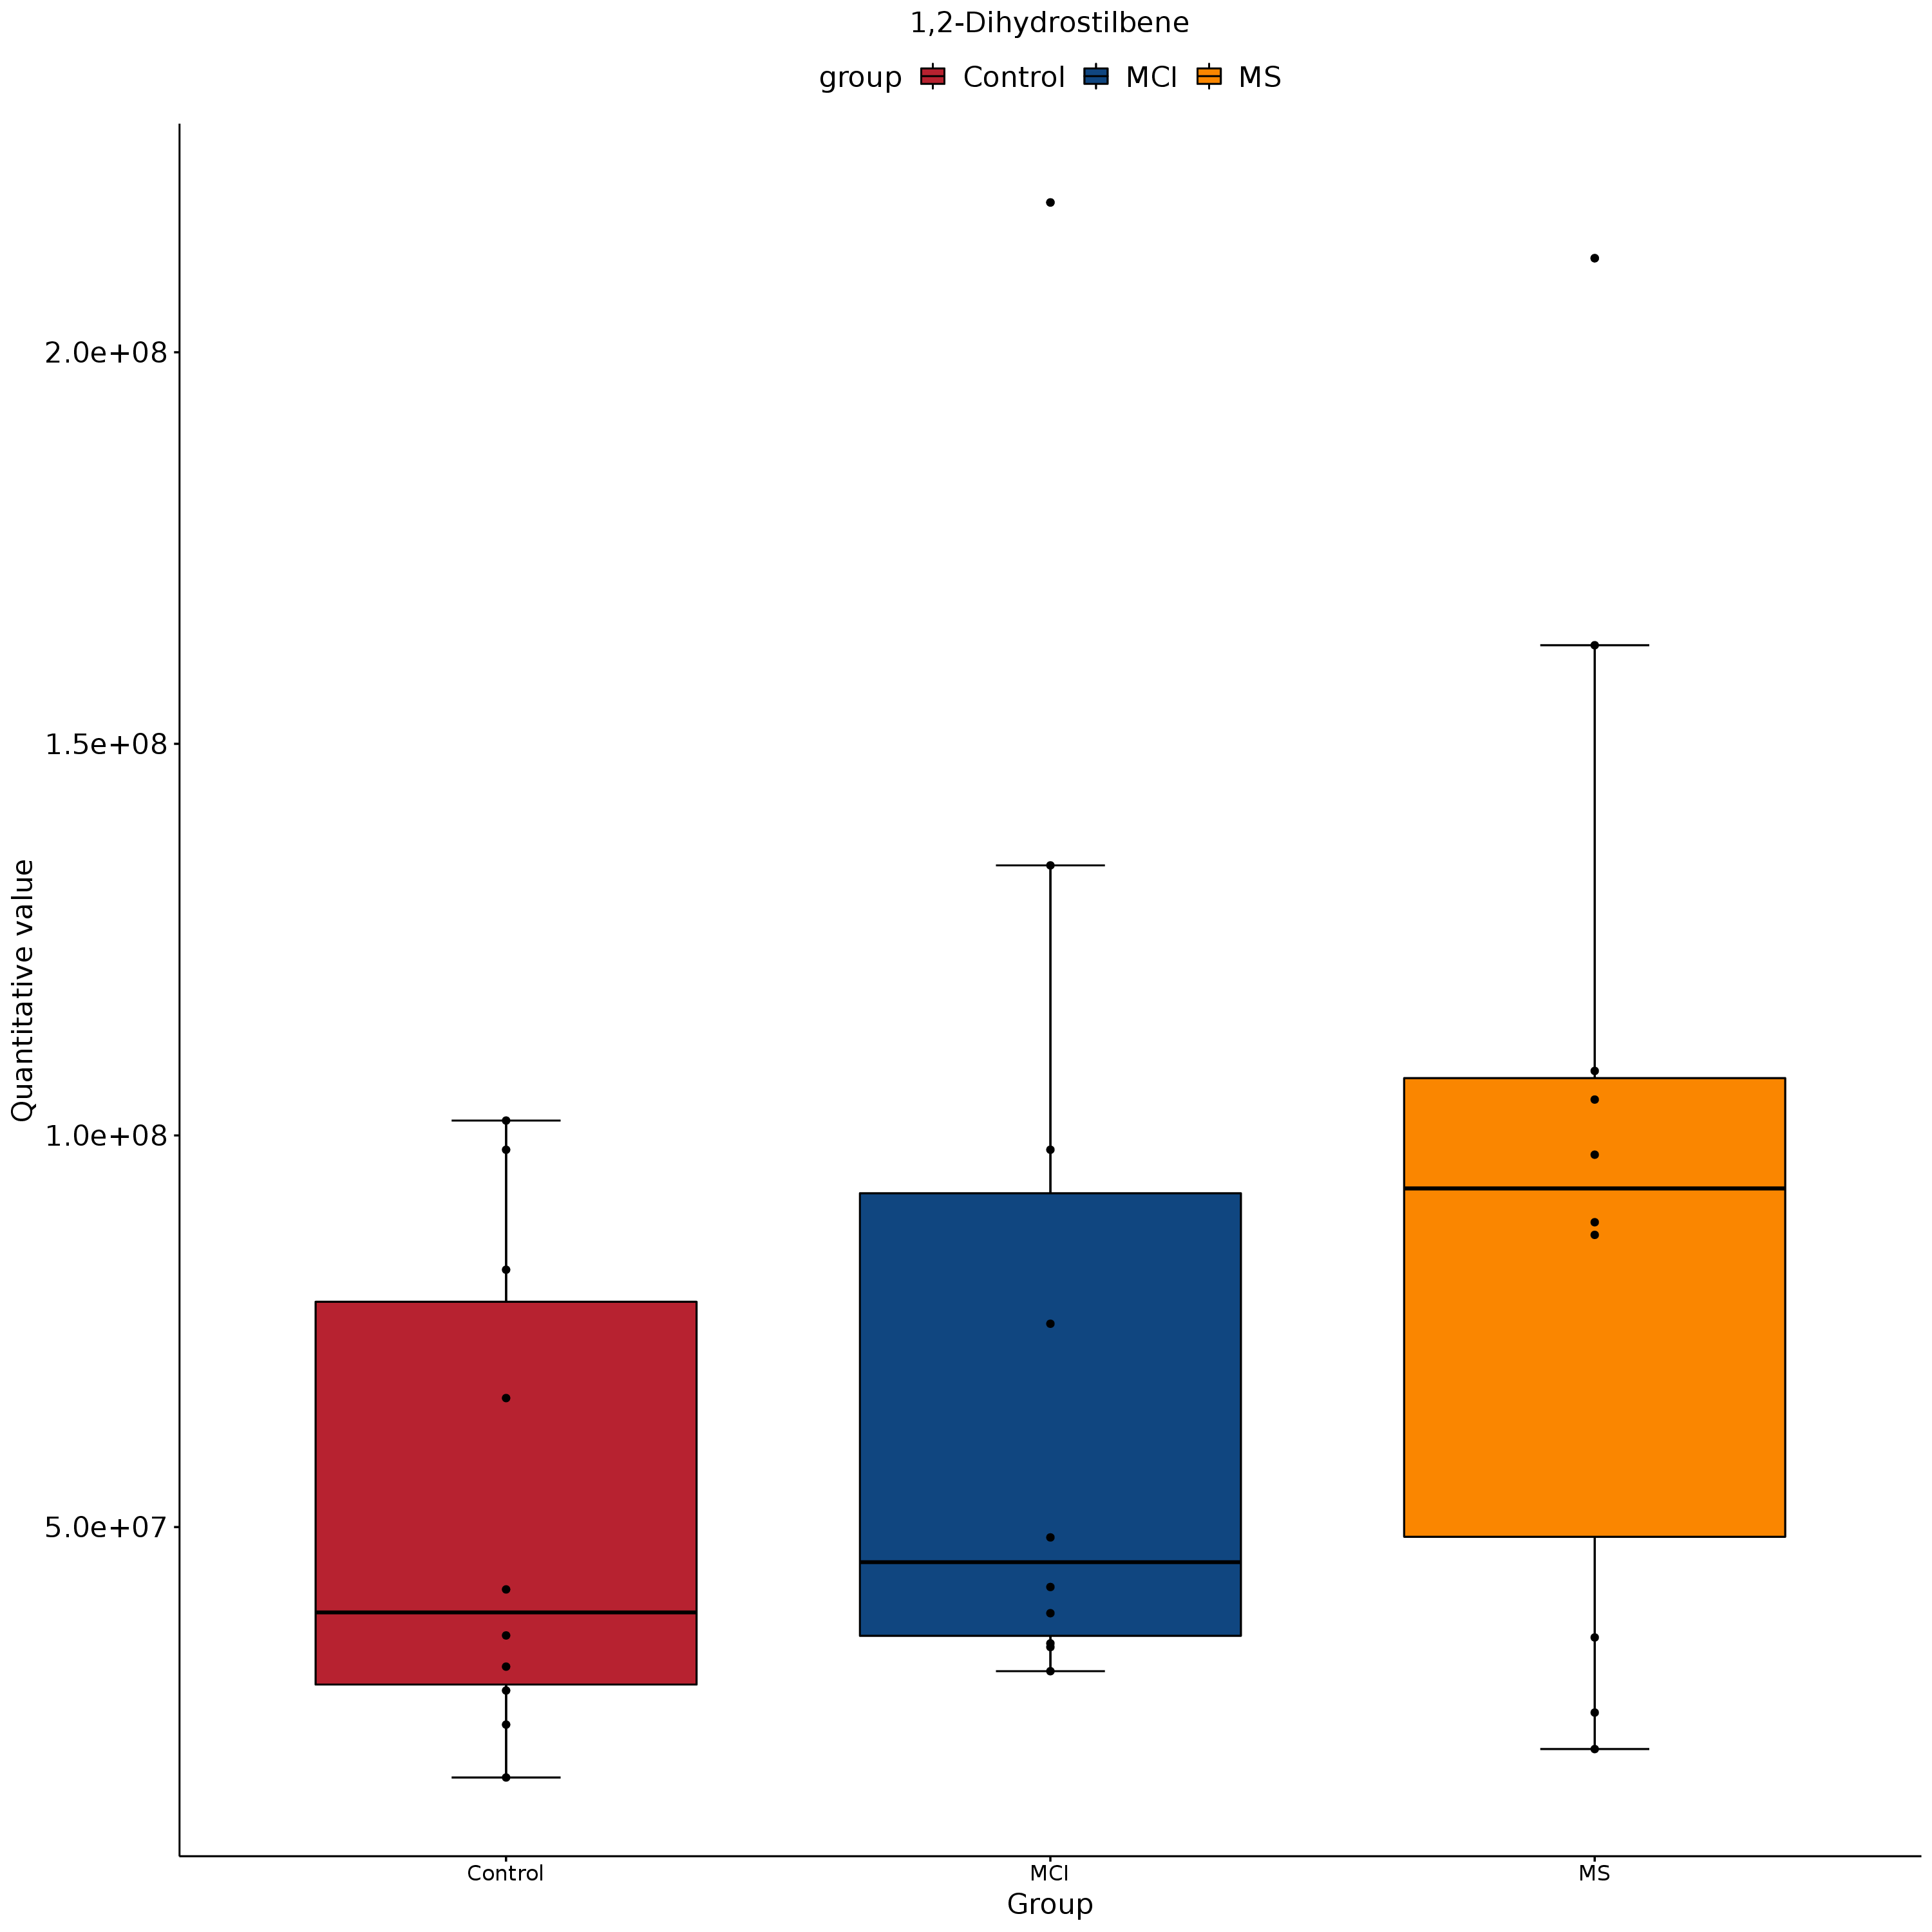 1,2-Dihydrostilbene
group Control MCI MS
2.0e+08
1.5e+08
1.0e+08
5.0e+07
Quantitative value
Control MCI MS
Group